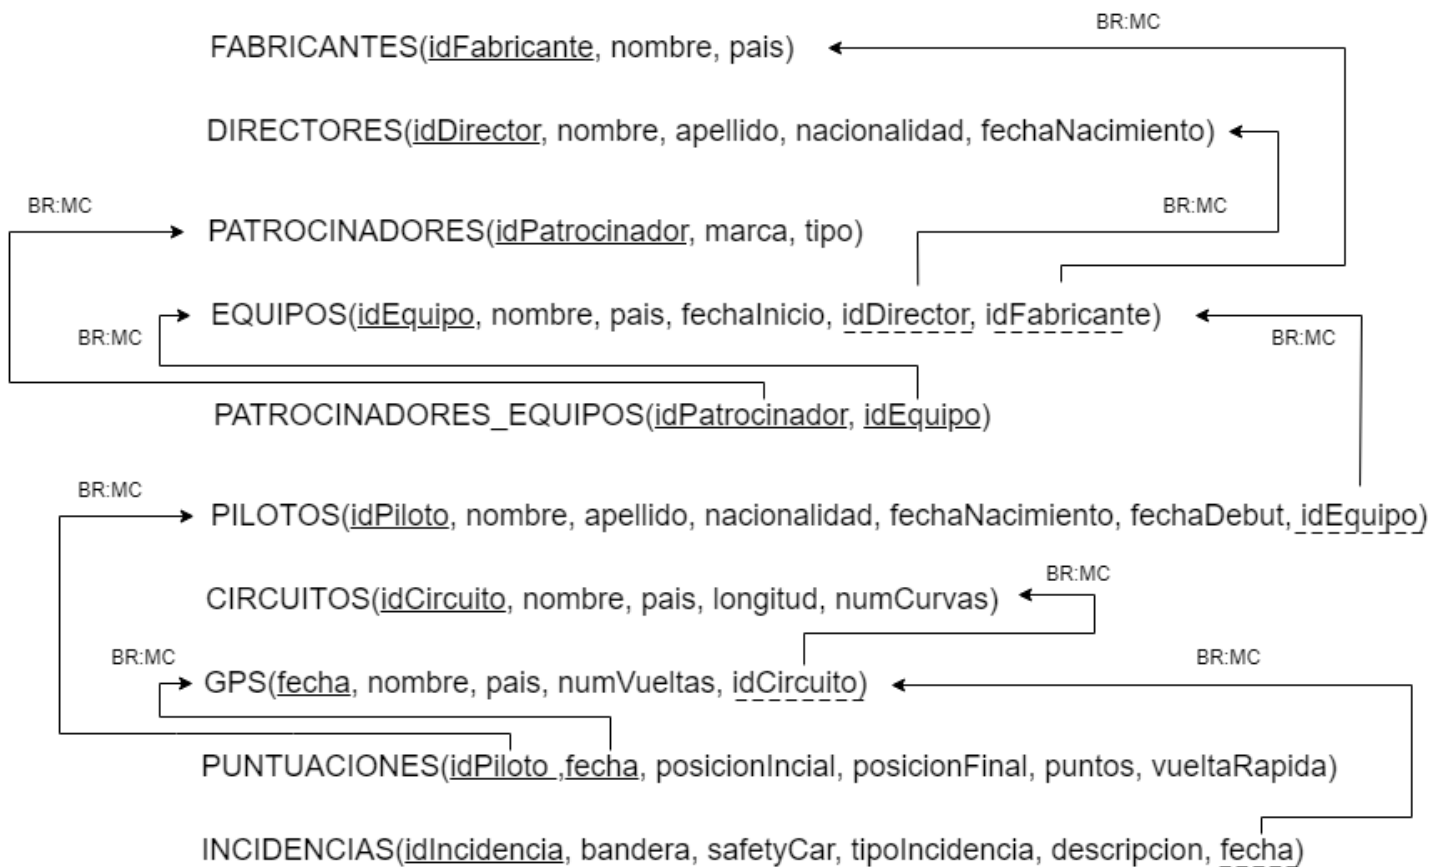 BR:MC
FABRICANTES(idFabricante, nombre, pais)
DIRECTORES(idDirector, nombre, apellido, nacionalidad, fechaNacimiento)
BR:MC
BR:MC
PATROCINADORES(idPatrocinador, marca, tipo)
EQUIPOS(idEquipo, nombre, pais, fechaInicio, idDirector, idFabricante)
BR:MC
BR:MC
PATROCINADORES_EQUIPOS(idPatrocinador, idEquipo)
BR:MC
PILOTOS(idPiloto, nombre, apellido, nacionalidad, fechaNacimiento, fechaDebut, idEquipo)
BR:MC
CIRCUITOS(idCircuito, nombre, pais, longitud, numCurvas)
BR:MC
BR:MC
GPS(fecha, nombre, pais, numVueltas, idCircuito)
PUNTUACIONES(idPiloto ,fecha, posicionIncial, posicionFinal, puntos, vueltaRapida)
INCIDENCIAS(idIncidencia, bandera, safetyCar, tipoIncidencia, descripcion, fecha)